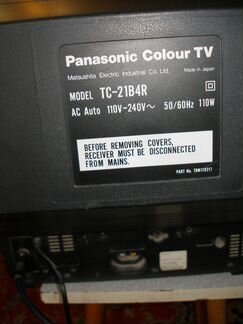 Panasonic Colour TV
Matsushita Electric Industrial Co., Ltd.
Made in Japan
MODEL TC-21B4R
AC Auto 110V-240V~ 50/60Hz 110W
BEFORE REMOVING COVERS,
RECEIVER MUST BE DISCONNECTED
FROM MAINS.
PART No. TBM173217